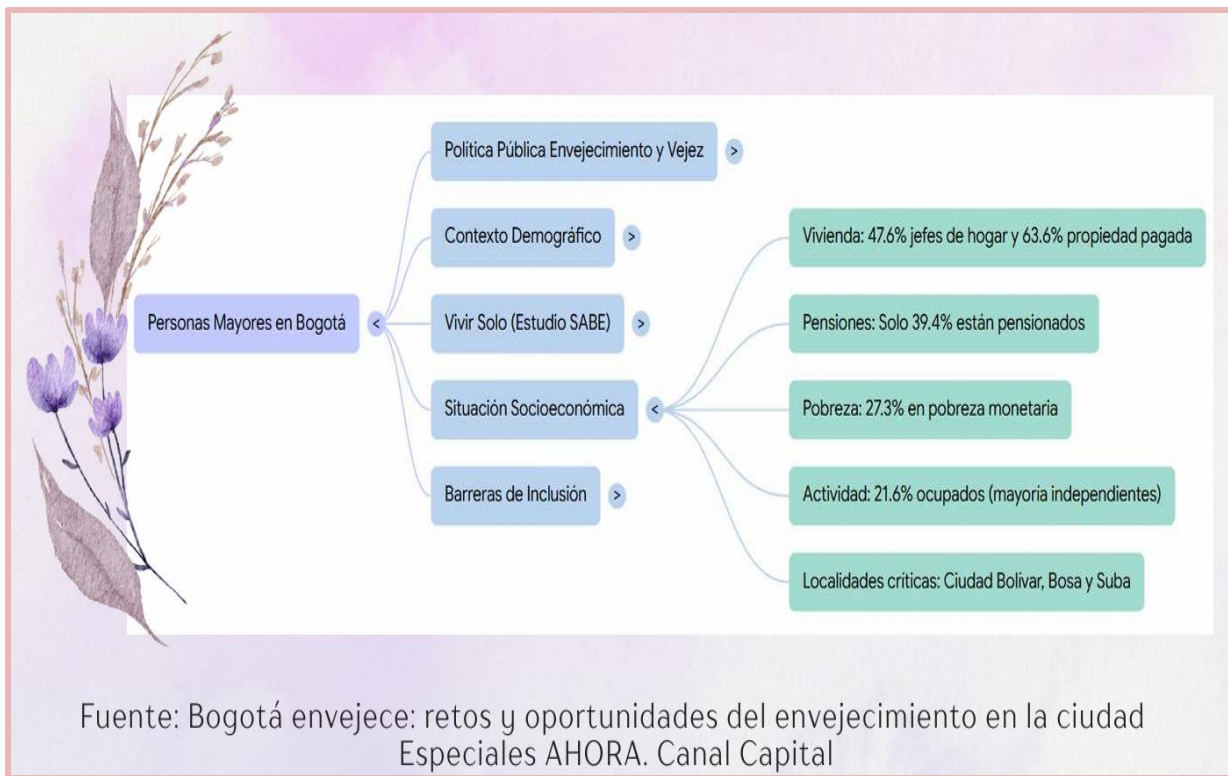 Personas Mayores en Bogotá
<
Política Pública Envejecimiento y Vejez
>
Contexto Demográfico
>
Vivir Solo (Estudio SABE)
>
Situación Socioeconómica
<
Barreras de Inclusión
>
Vivienda: 47.6% jefes de hogar y 63.6% propiedad pagada
Pensiones: Solo 39.4% están pensionados
Pobreza: 27.3% en pobreza monetaria
Actividad: 21.6% ocupados (mayoría independientes)
Localidades críticas: Ciudad Bolívar, Bosa y Suba
Fuente: Bogotá envejece: retos y oportunidades del envejecimiento en la ciudad
Especiales AHORA. Canal Capital